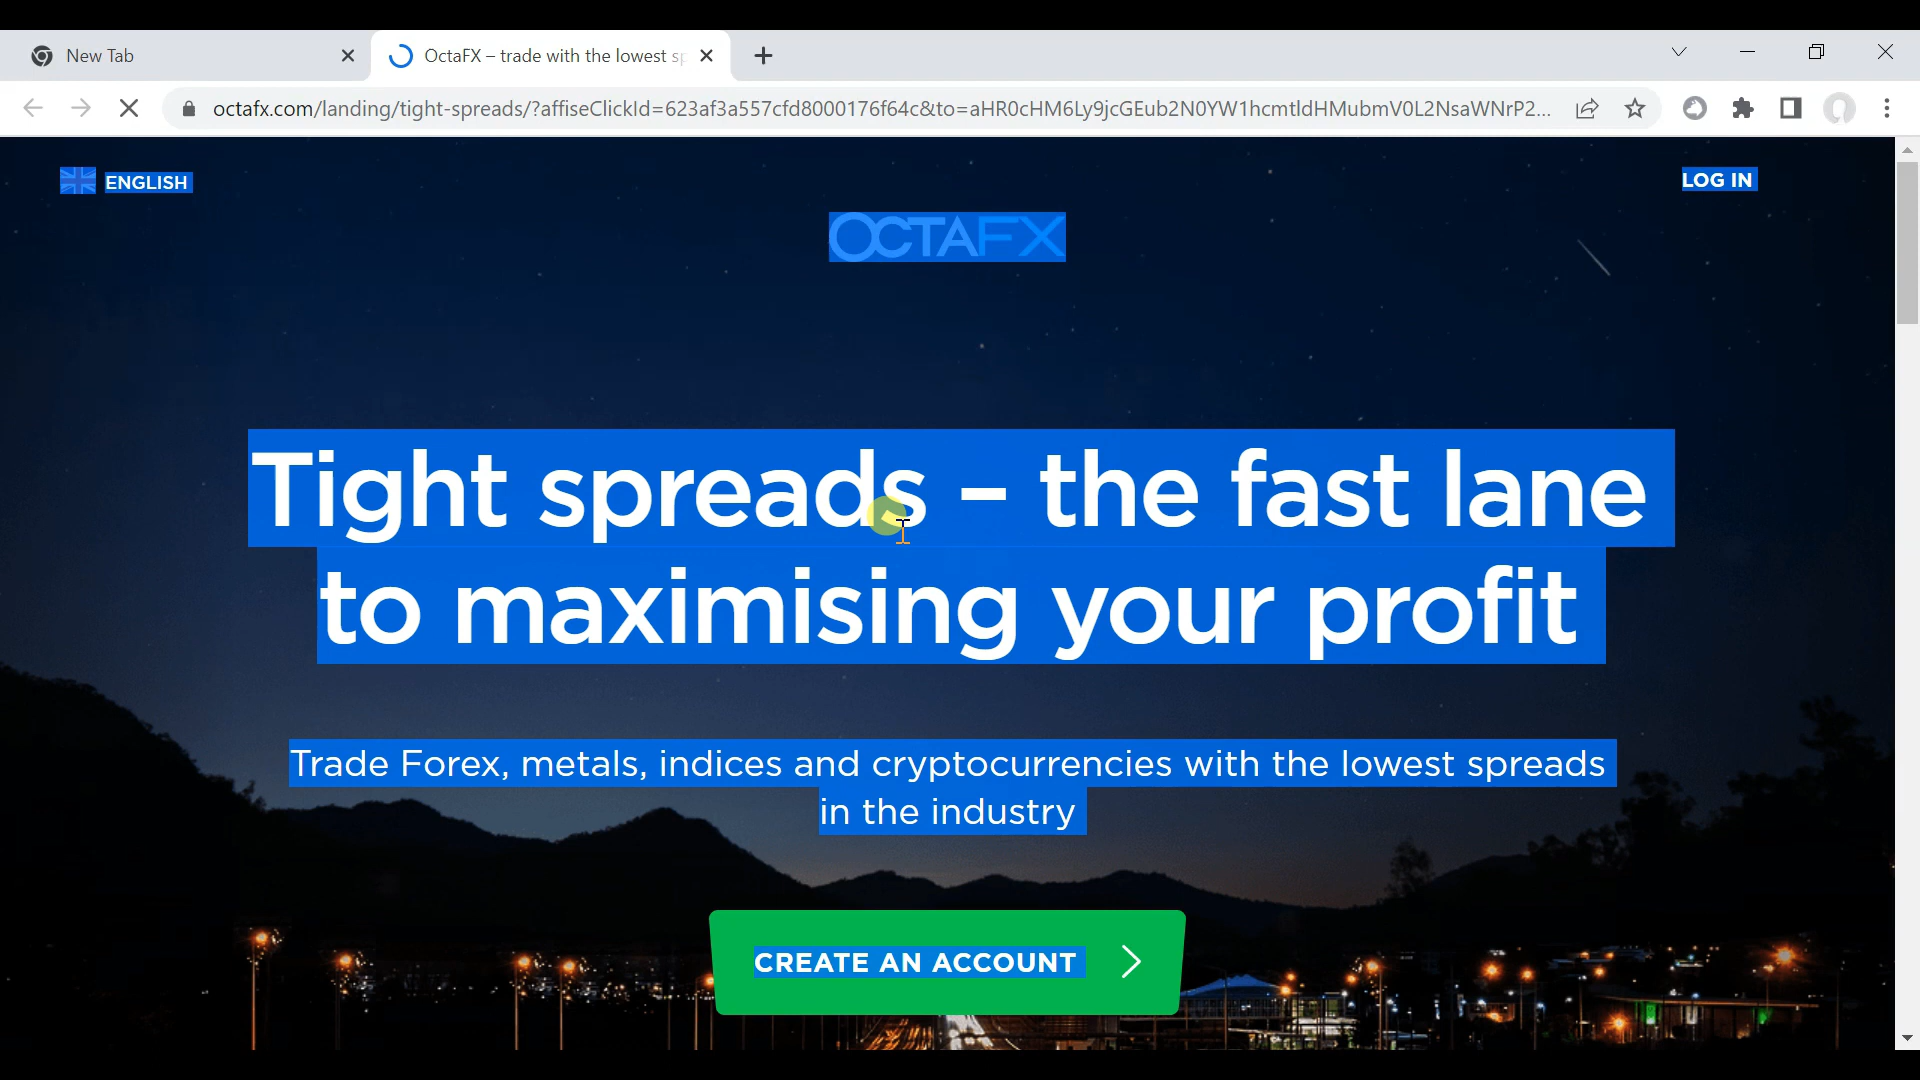 New Tab
OctaFX – trade with the lowest sp
octafx.com/landing/tight-spreads/?affiseClickId=623af3a557cfd8000176f64c&to=aHR0cHM6Ly9jcGEub2N0YW1hcmtldHMubmV0L2NsaWNrP2...
ENGLISH
LOG IN
OCTAFX
Tight spreads – the fast lane
to maximising your profit
Trade Forex, metals, indices and cryptocurrencies with the lowest spreads
in the industry
CREATE AN ACCOUNT